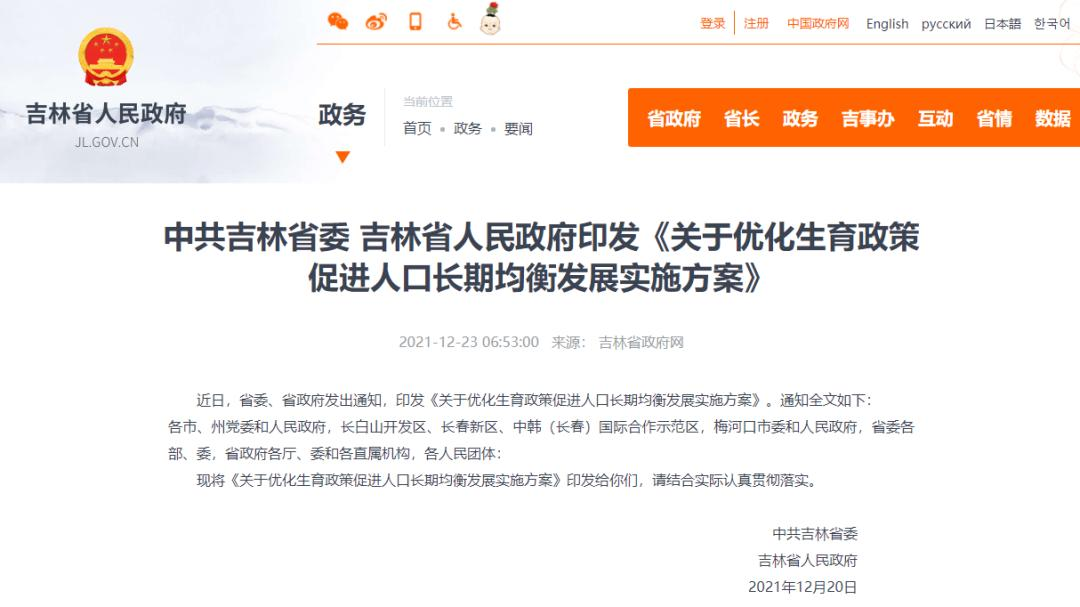 登录 注册 中国政府网 English русский 日本語 한국어
吉林省人民政府
JL.GOV.CN
政务
当前位置
首页 政务 要闻
省政府 省长 政务 吉事办 互动 省情 数据
中共吉林省委 吉林省人民政府印发《关于优化生育政策
促进人口长期均衡发展实施方案》
2021-12-23 06:53:00 来源： 吉林省政府网
近日，省委、省政府发出通知，印发《关于优化生育政策促进人口长期均衡发展实施方案》。通知全文如下：
各市、州党委和人民政府，长白山开发区、长春新区、中韩（长春）国际合作示范区，梅河口市委和人民政府，省委各
部、委，省政府各厅、委和各直属机构，各人民团体：
现将《关于优化生育政策促进人口长期均衡发展实施方案》印发给你们，请结合实际认真贯彻落实。
中共吉林省委
吉林省人民政府
2021年12月20日